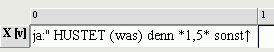 0 1
X [v] ja:" HUSTET (was) denn *1,5* sonst↑